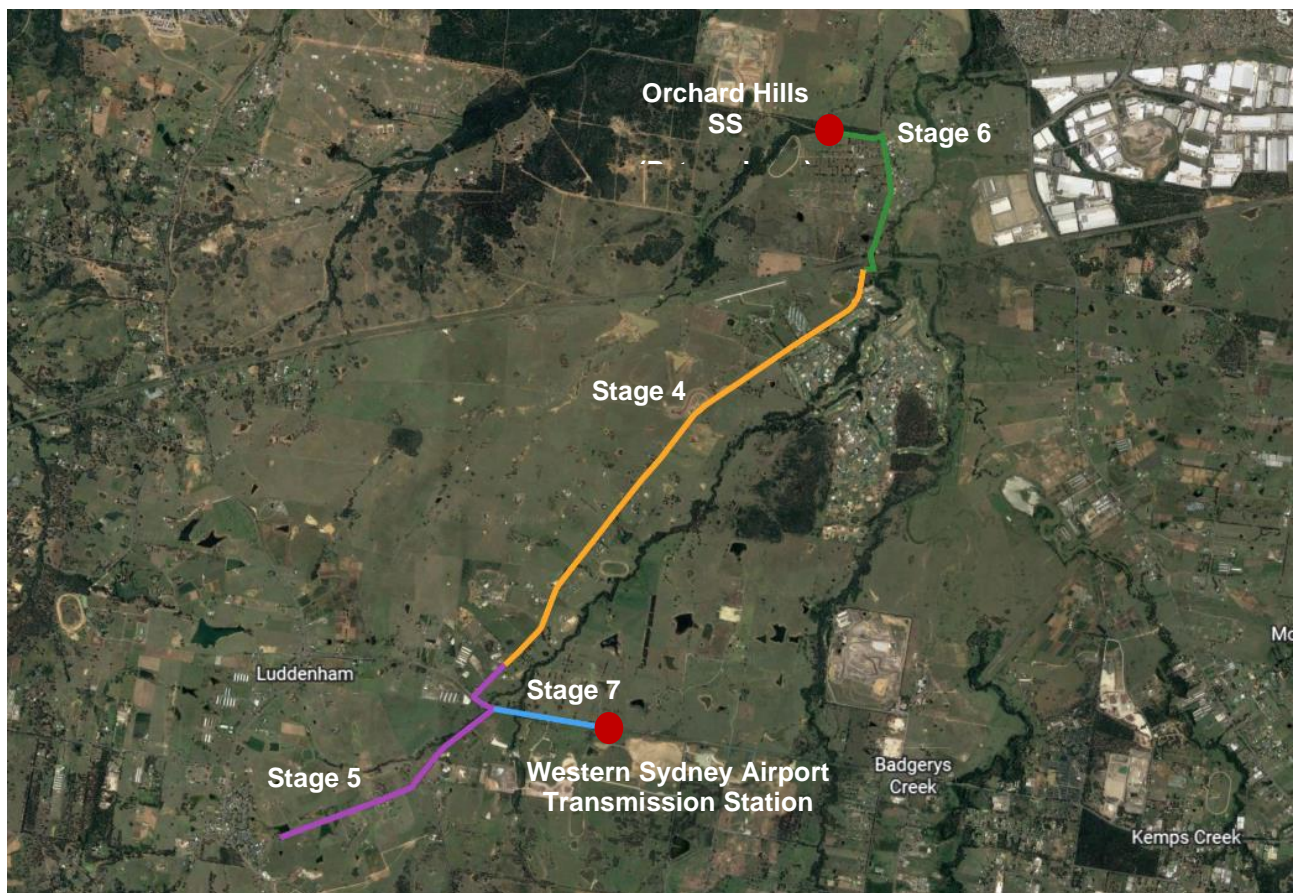 Orchard Hills
SS
Stage 6
Stage 4
Luddenham
Stage 7
Stage 5
Western Sydney Airport
Transmission Station
Badgerys
Creek
Kemps Creek